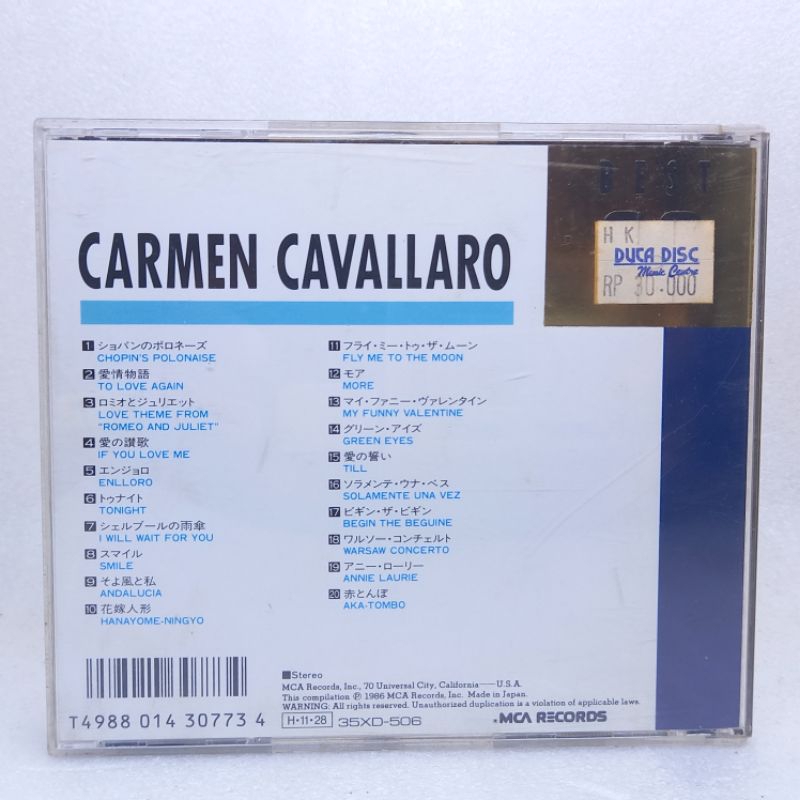 BEST
H K
DUTA DISC
Music Centre
RP 30.000
CARMEN CAVALLARO
1 ショパンのポロネーズ
CHOPIN'S POLONAISE
2 愛情物語
TO LOVE AGAIN
3 ロミオとジュリエット
LOVE THEME FROM
"ROMEO AND JULIET"
4 愛の讃歌
IF YOU LOVE ME
5 エンジョロ
ENLLORO
6 トゥナイト
TONIGHT
7 シェルブールの雨傘
I WILL WAIT FOR YOU
8 スマイル
SMILE
9 そよ風と私
ANDALUCIA
10 花嫁人形
HANAYOME-NINGYO
11 フライ・ミー・トゥ・ザ・ムーン
FLY ME TO THE MOON
12 モア
MORE
13 マイ・ファニー・ヴァレンタイン
MY FUNNY VALENTINE
14 グリーン・アイズ
GREEN EYES
15 愛の誓い
TILL
16 ソラメンテ・ウナ・ベス
SOLAMENTE UNA VEZ
17 ビギン・ザ・ビギン
BEGIN THE BEGUINE
18 ワルソー・コンチェルト
WARSAW CONCERTO
19 アニー・ローリー
ANNIE LAURIE
20 赤とんぼ
AKA-TOMBO
T4988 014 30773 4
■Stereo
MCA Records, Inc., 70 Universal City, California—U.S.A.
This compilation Ⓟ 1986 MCA Records, Inc. Made in Japan.
WARNING: All rights reserved. Unauthorized duplication is a violation of applicable laws.
H·11·28 35XD-506
MCA RECORDS